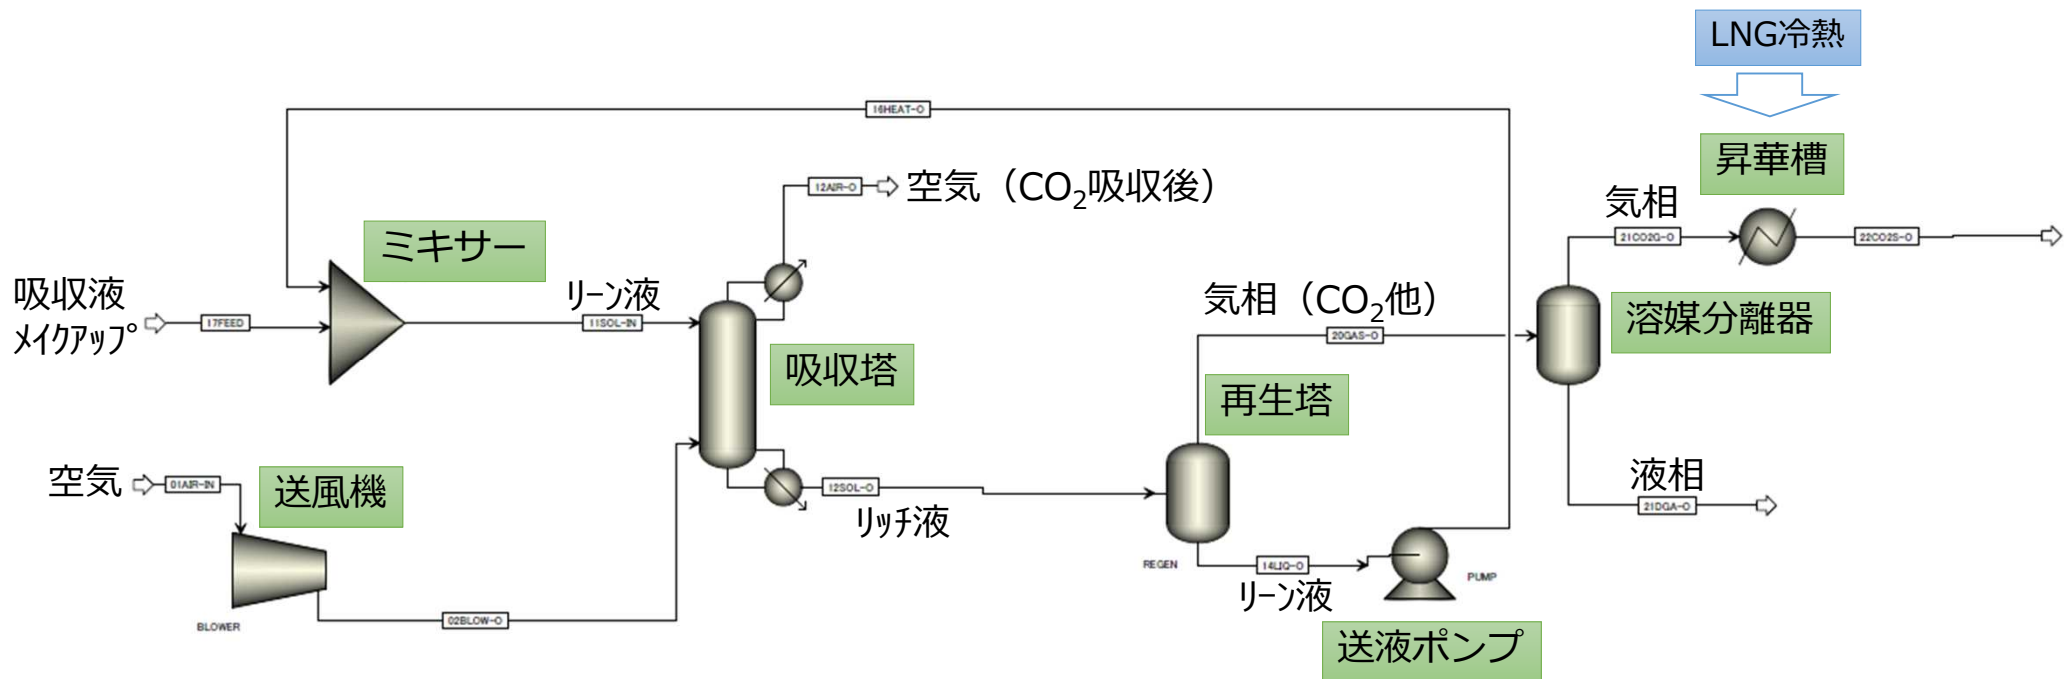 LNG冷熱
昇華槽
16HEAT-O
12AIR-O
空気（CO₂吸収後）
気相
21CO2G-O
22CO2S-O
ミキサー
吸収液
ﾒｲｸｱｯﾌﾟ
17FEED
ﾘｰﾝ液
11SOL-IN
気相（CO₂他）
20GAS-O
溶媒分離器
吸収塔
再生塔
空気
01AIR-IN
送風機
12SOL-O
ﾘｯﾁ液
液相
21DGA-O
REGEN
14LIQ-O
ﾘｰﾝ液
PUMP
BLOWER
02BLOW-O
送液ポンプ